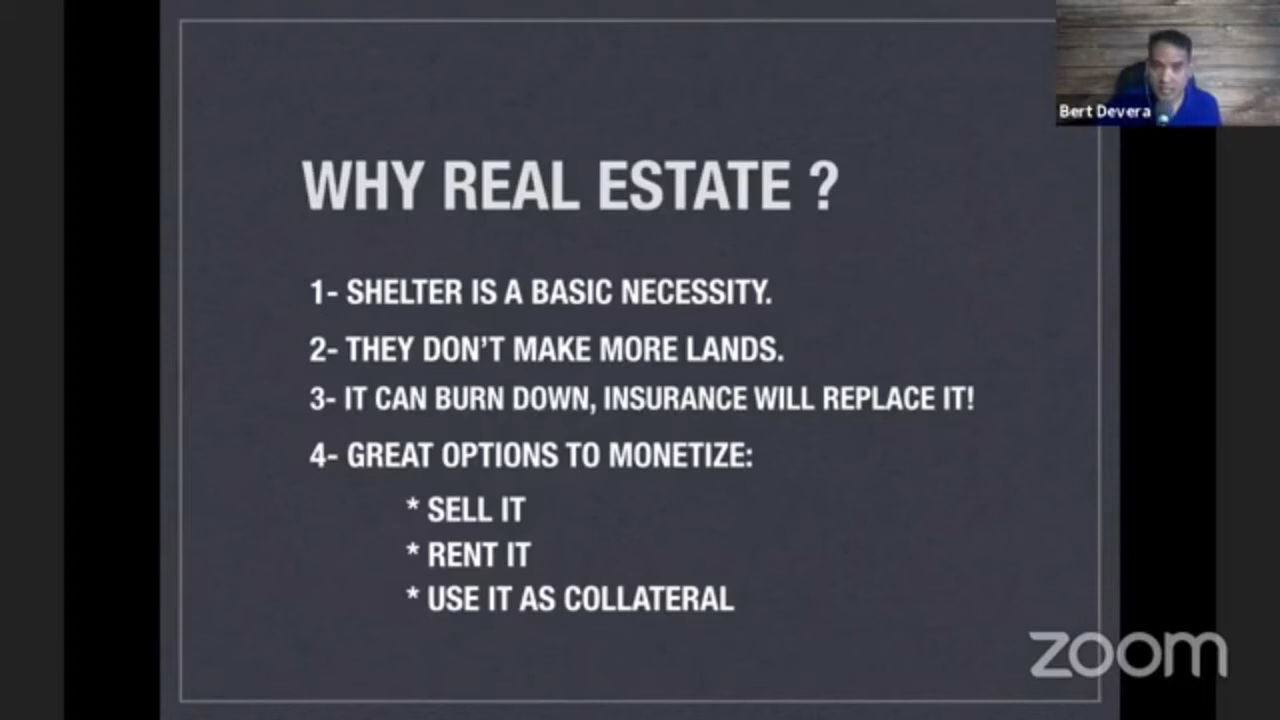 Bert Devera
WHY REAL ESTATE ?
1- SHELTER IS A BASIC NECESSITY.
2- THEY DON'T MAKE MORE LANDS.
3- IT CAN BURN DOWN, INSURANCE WILL REPLACE IT!
4- GREAT OPTIONS TO MONETIZE:
* SELL IT
* RENT IT
* USE IT AS COLLATERAL
zoom